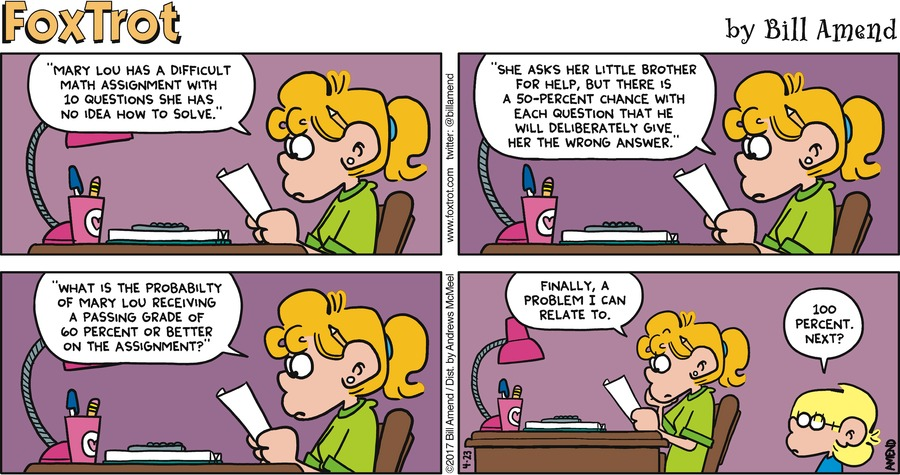 FoxTrot
by Bill Amend
"MARY LOU HAS A DIFFICULT
MATH ASSIGNMENT WITH
10 QUESTIONS SHE HAS
NO IDEA HOW TO SOLVE."
www.foxtrot.com twitter: @billamend
"SHE ASKS HER LITTLE BROTHER
FOR HELP, BUT THERE IS
A 50-PERCENT CHANCE WITH
EACH QUESTION THAT HE
WILL DELIBERATELY GIVE
HER THE WRONG ANSWER."
"WHAT IS THE PROBABILTY
OF MARY LOU RECEIVING
A PASSING GRADE OF
60 PERCENT OR BETTER
ON THE ASSIGNMENT?"
©2017 Bill Amend / Dist. by Andrews McMeel
FINALLY, A
PROBLEM I CAN
RELATE TO.
100
PERCENT.
NEXT?
4-23
AMEND